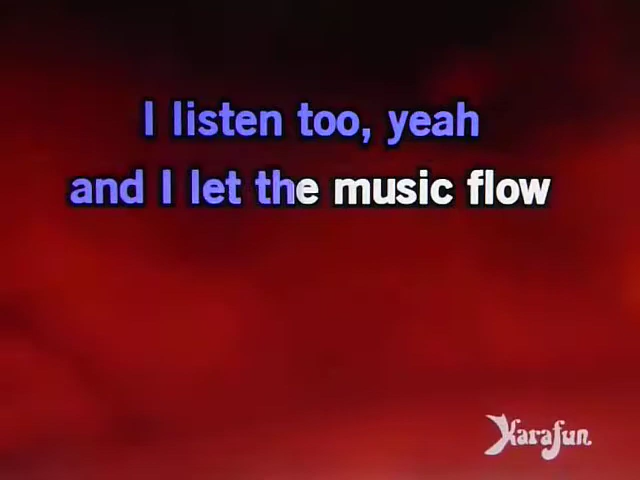 I listen too, yeah
and I let the music flow
Karafun